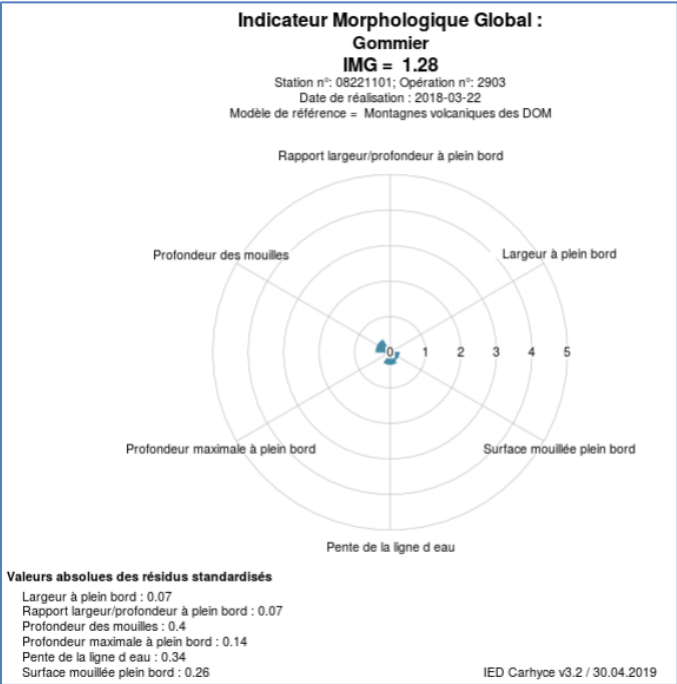 Indicateur Morphologique Global :
Gommier
IMG = 1.28
Station n°: 08221101; Opération n°: 2903
Date de réalisation : 2018-03-22
Modèle de référence = Montagnes volcaniques des DOM
Rapport largeur/profondeur à plein bord
Profondeur des mouilles
Largeur à plein bord
0 1 2 3 4 5
Profondeur maximale à plein bord
Surface mouillée plein bord
Pente de la ligne d eau
Valeurs absolues des résidus standardisés
Largeur à plein bord : 0.07
Rapport largeur/profondeur à plein bord : 0.07
Profondeur des mouilles : 0.4
Profondeur maximale à plein bord : 0.14
Pente de la ligne d eau : 0.34
Surface mouillée plein bord : 0.26
IED Carhyce v3.2 / 30.04.2019